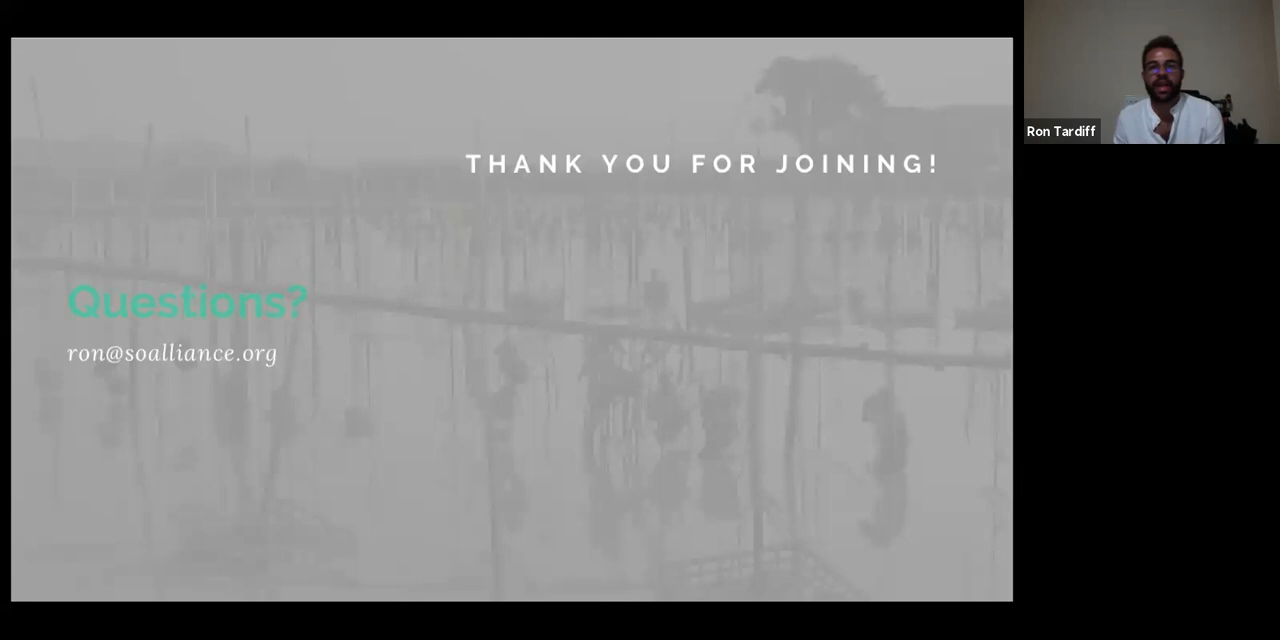 THANK YOU FOR JOINING!
Questions?
ron@soalliance.org
Ron Tardiff